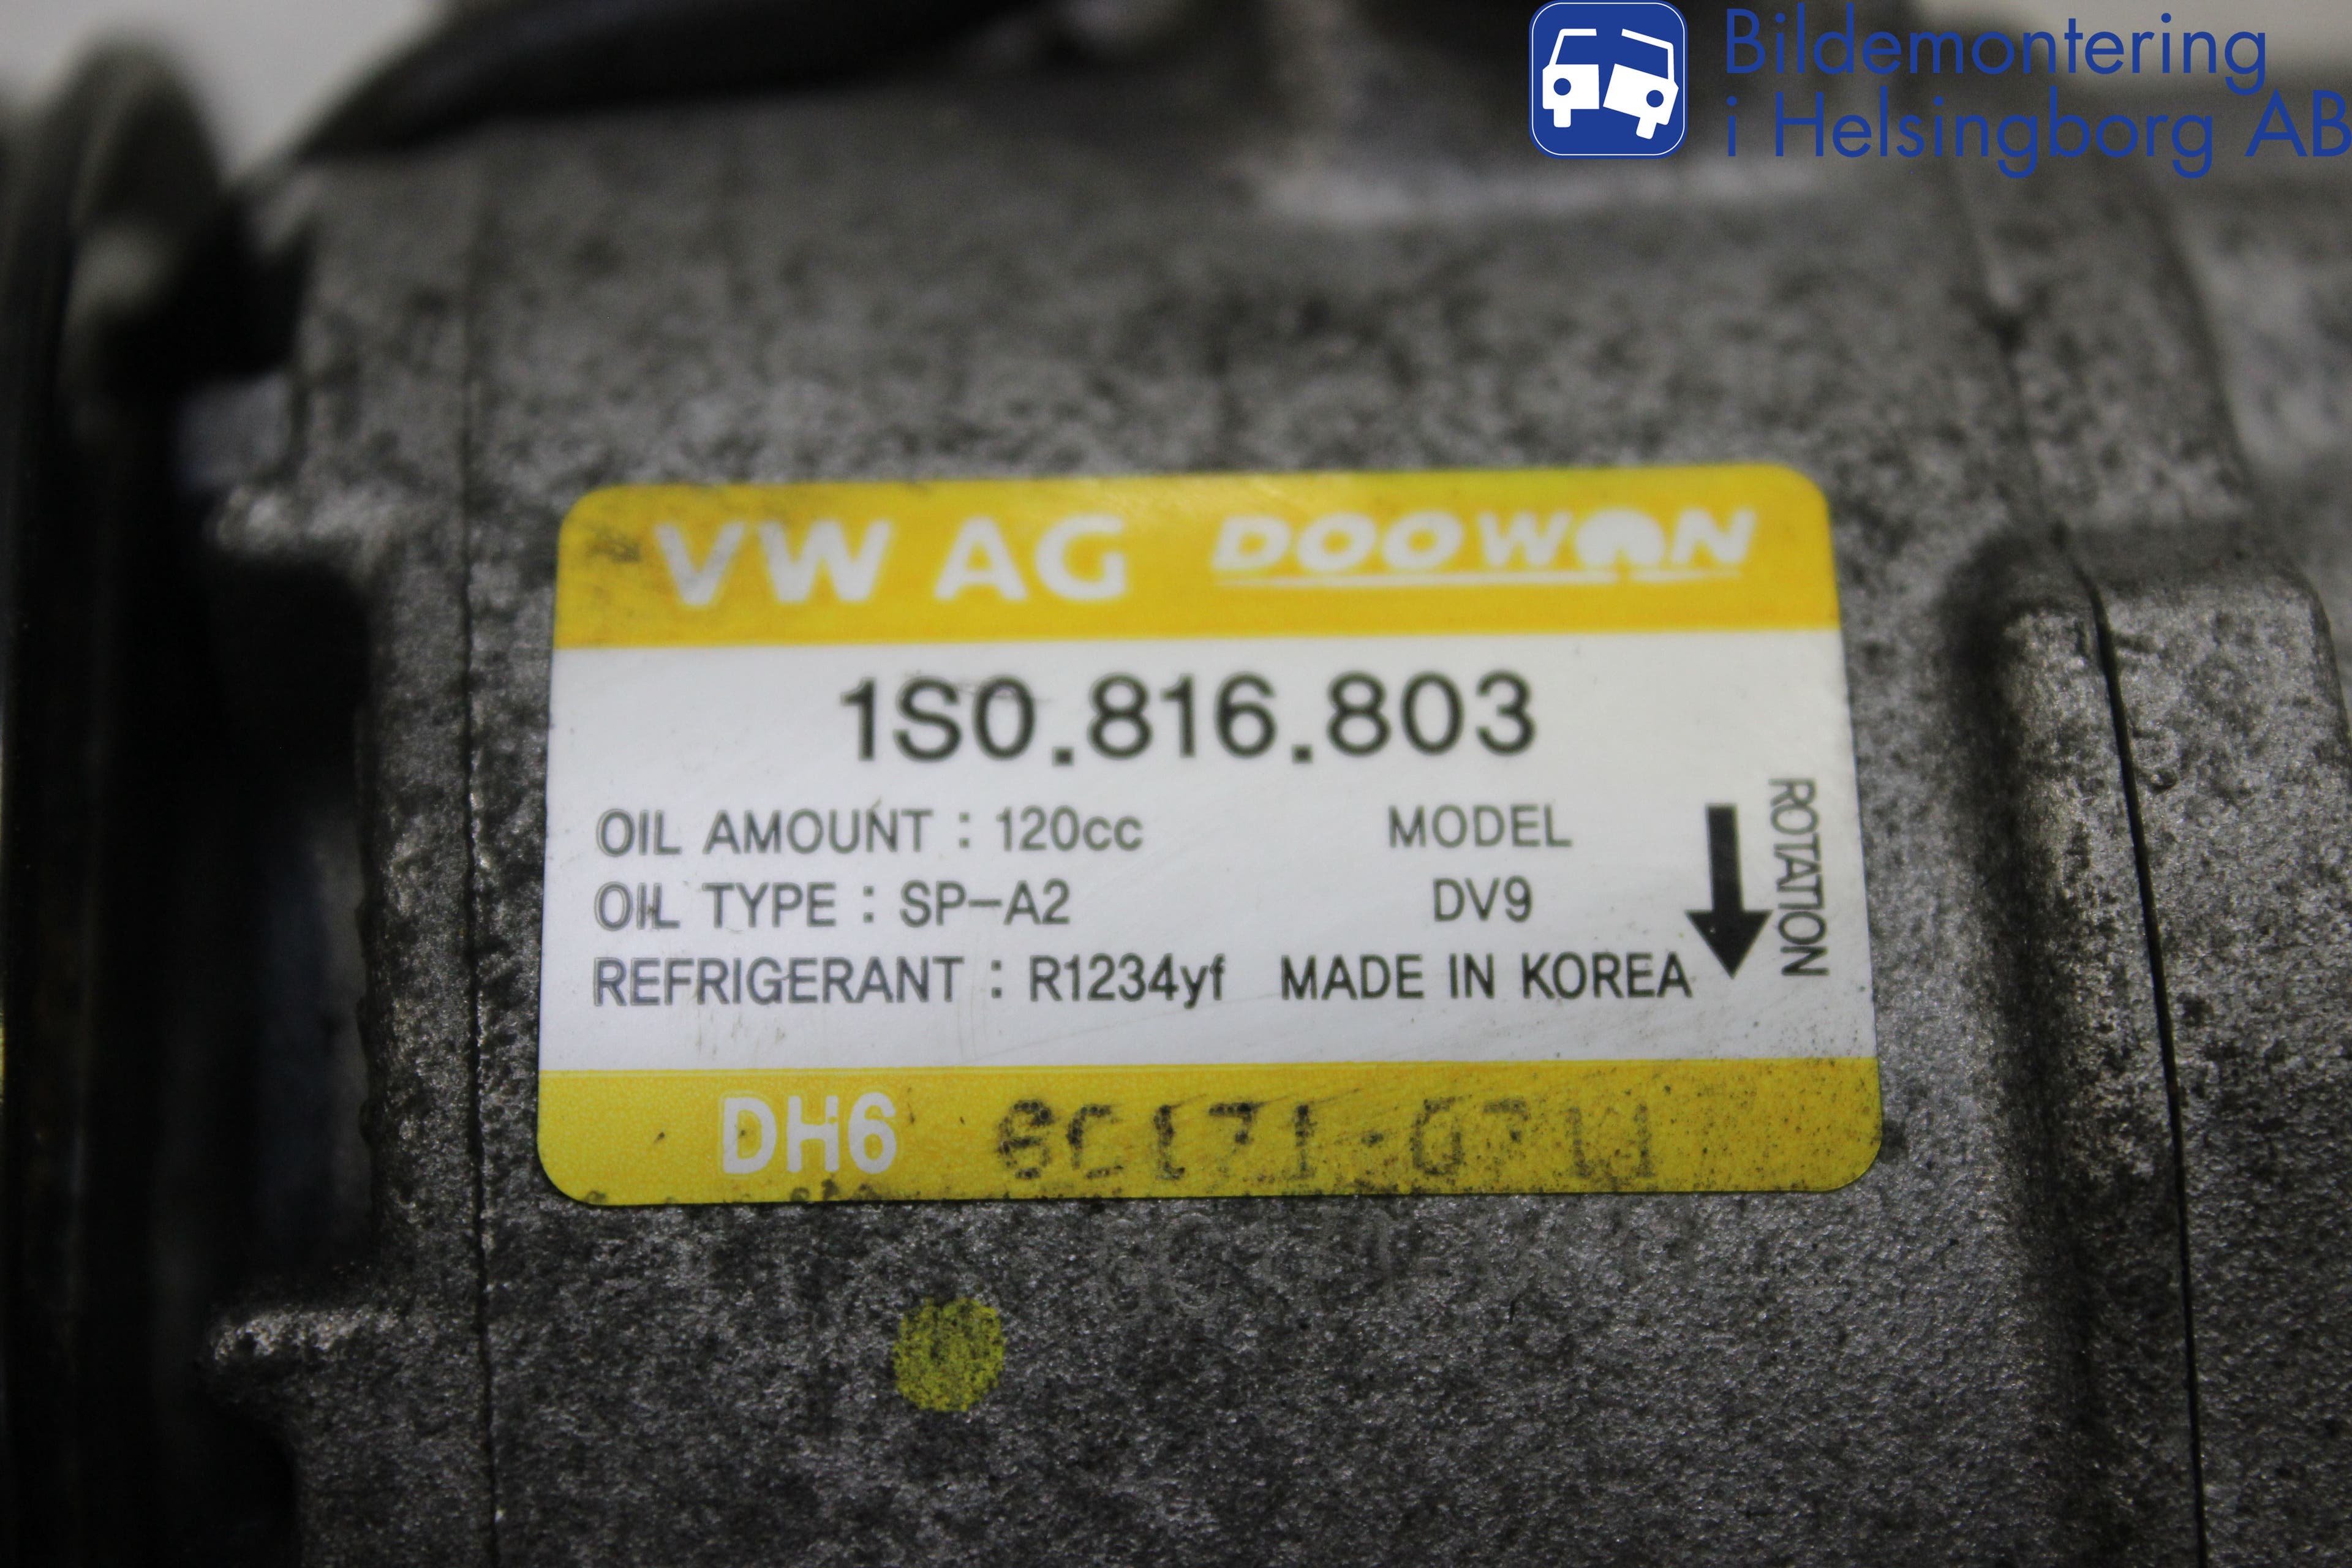 Bildemontering
i Helsingborg AB
VW AG DOOWON
1S0.816.803
OIL AMOUNT : 120cc MODEL
OIL TYPE : SP-A2 DV9
REFRIGERANT : R1234yf MADE IN KOREA
ROTATION
DH6